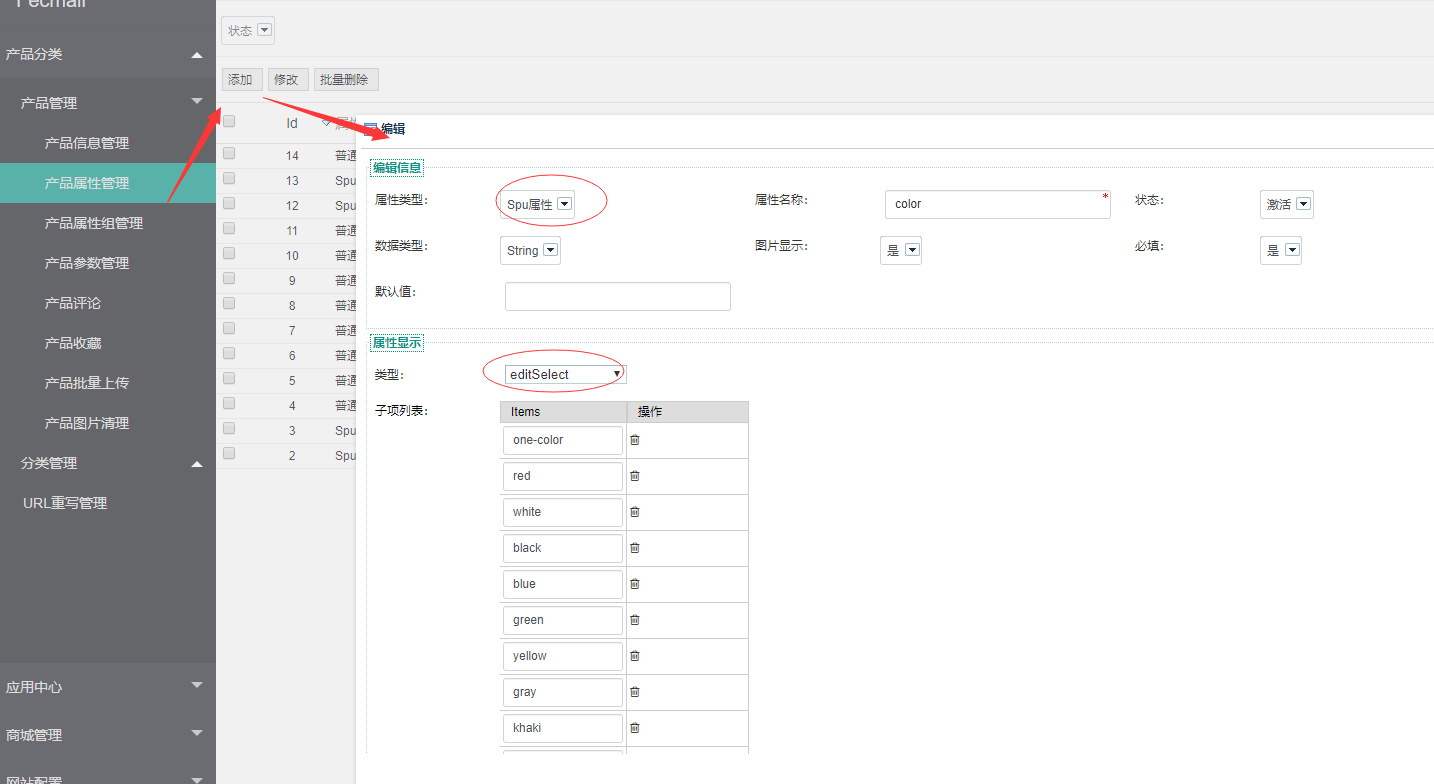 Fecmall
产品分类
产品管理
产品信息管理
产品属性管理
产品属性组管理
产品参数管理
产品评论
产品收藏
产品批量上传
产品图片清理
分类管理
URL重写管理
应用中心
商城管理
网站配置
状态
添加 修改 批量删除
Id 属性
14 普通
13 Spu
12 Spu
11 普通
10 普通
9 普通
8 普通
7 普通
6 普通
5 普通
4 普通
3 Spu
2 Spu
编辑
编辑信息
属性类型: Spu属性 属性名称: color * 状态: 激活
数据类型: String 图片显示: 是 必填: 是
默认值:
属性显示
类型: editSelect
子项列表: Items 操作
one-color
red
white
black
blue
green
yellow
gray
khaki